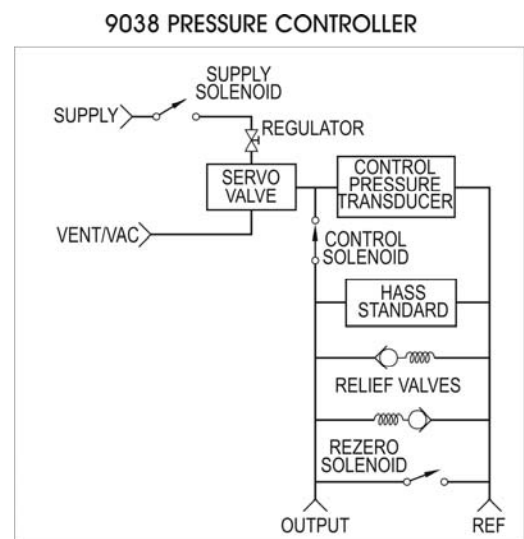 9038 PRESSURE CONTROLLER
SUPPLY
SOLENOID
SUPPLY
REGULATOR
SERVO
VALVE
CONTROL
PRESSURE
TRANSDUCER
VENT/VAC
CONTROL
SOLENOID
HASS
STANDARD
RELIEF VALVES
REZERO
SOLENOID
OUTPUT
REF